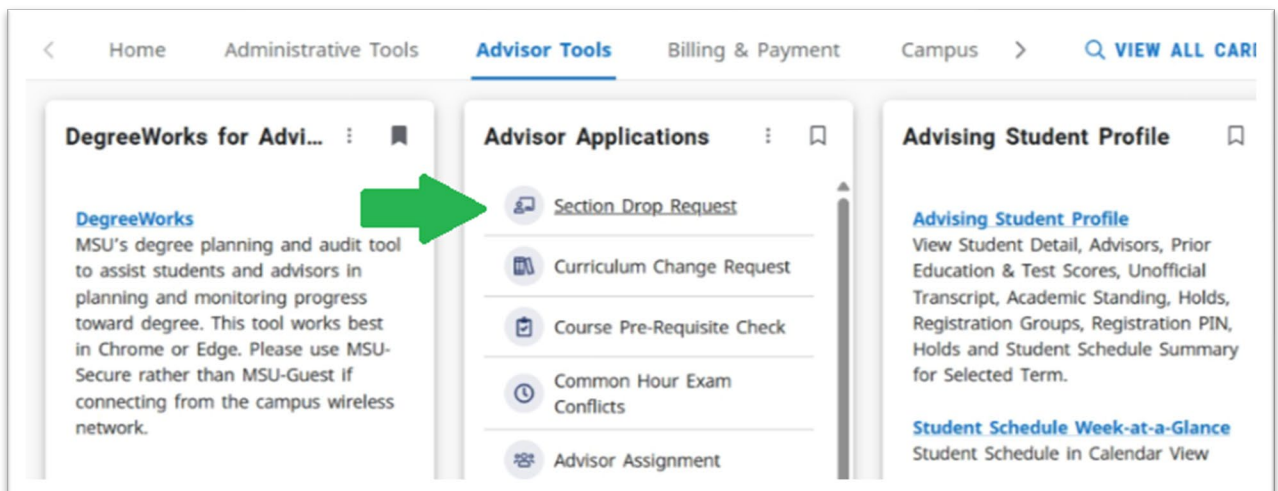 Home Administrative Tools Advisor Tools Billing & Payment Campus VIEW ALL CARI
DegreeWorks for Advi...
DegreeWorks
MSU's degree planning and audit tool
to assist students and advisors in
planning and monitoring progress
toward degree. This tool works best
in Chrome or Edge. Please use MSU-
Secure rather than MSU-Guest if
connecting from the campus wireless
network.
Advisor Applications
Section Drop Request
Curriculum Change Request
Course Pre-Requisite Check
Common Hour Exam
Conflicts
Advisor Assignment
Advising Student Profile
Advising Student Profile
View Student Detail, Advisors, Prior
Education & Test Scores, Unofficial
Transcript, Academic Standing, Holds,
Registration Groups, Registration PIN,
Holds and Student Schedule Summary
for Selected Term.
Student Schedule Week-at-a-Glance
Student Schedule in Calendar View